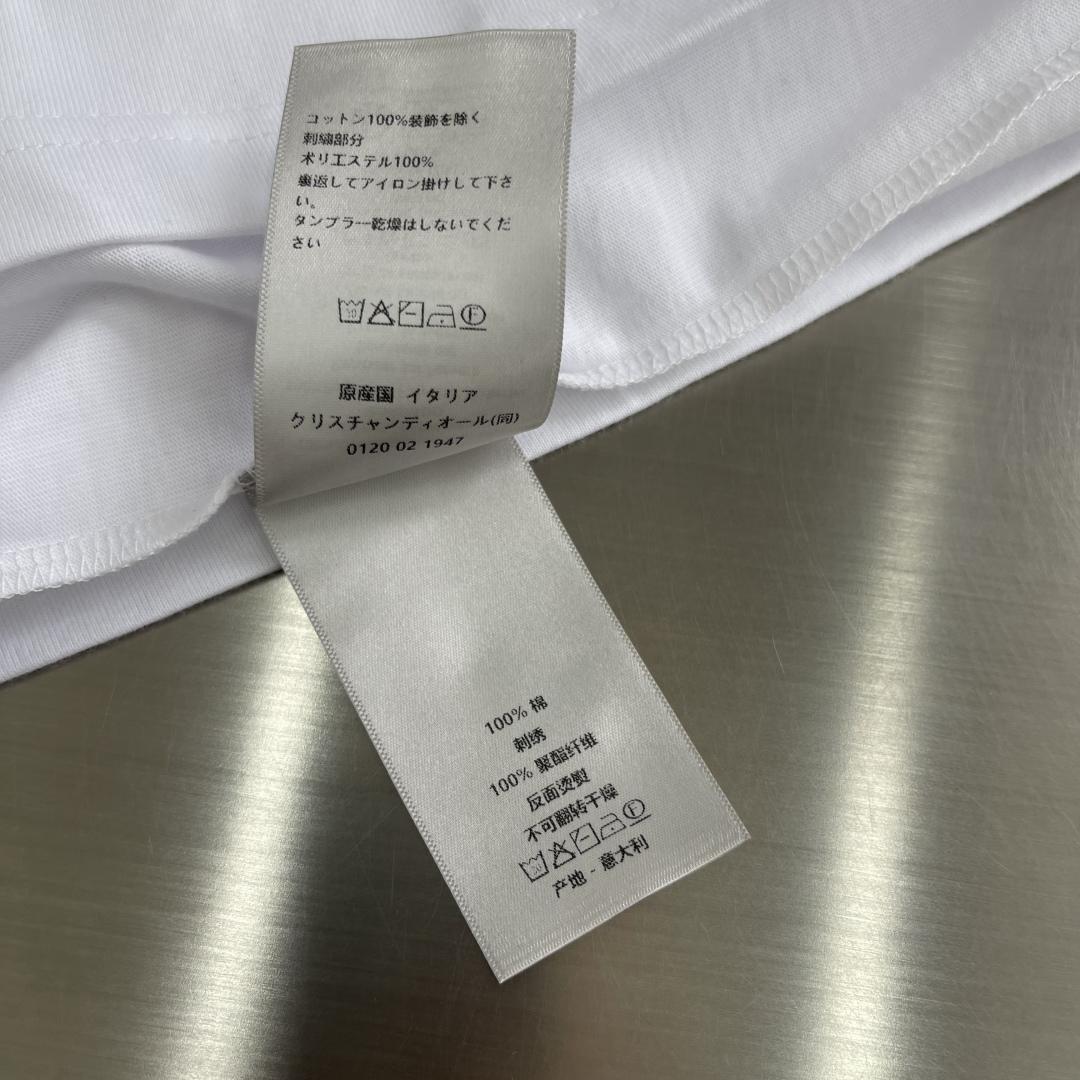 コットン100%装飾を除く
刺繍部分
ポリエステル100%
裏返してアイロン掛けして下さ
い。
タンブラー乾燥はしないでくだ
さい
原産国 イタリア
クリスチャンディオール(同)
0120 02 1947
100% 棉
刺绣
100% 聚酯纤维
反面烫熨
不可翻转干燥
产地 - 意大利